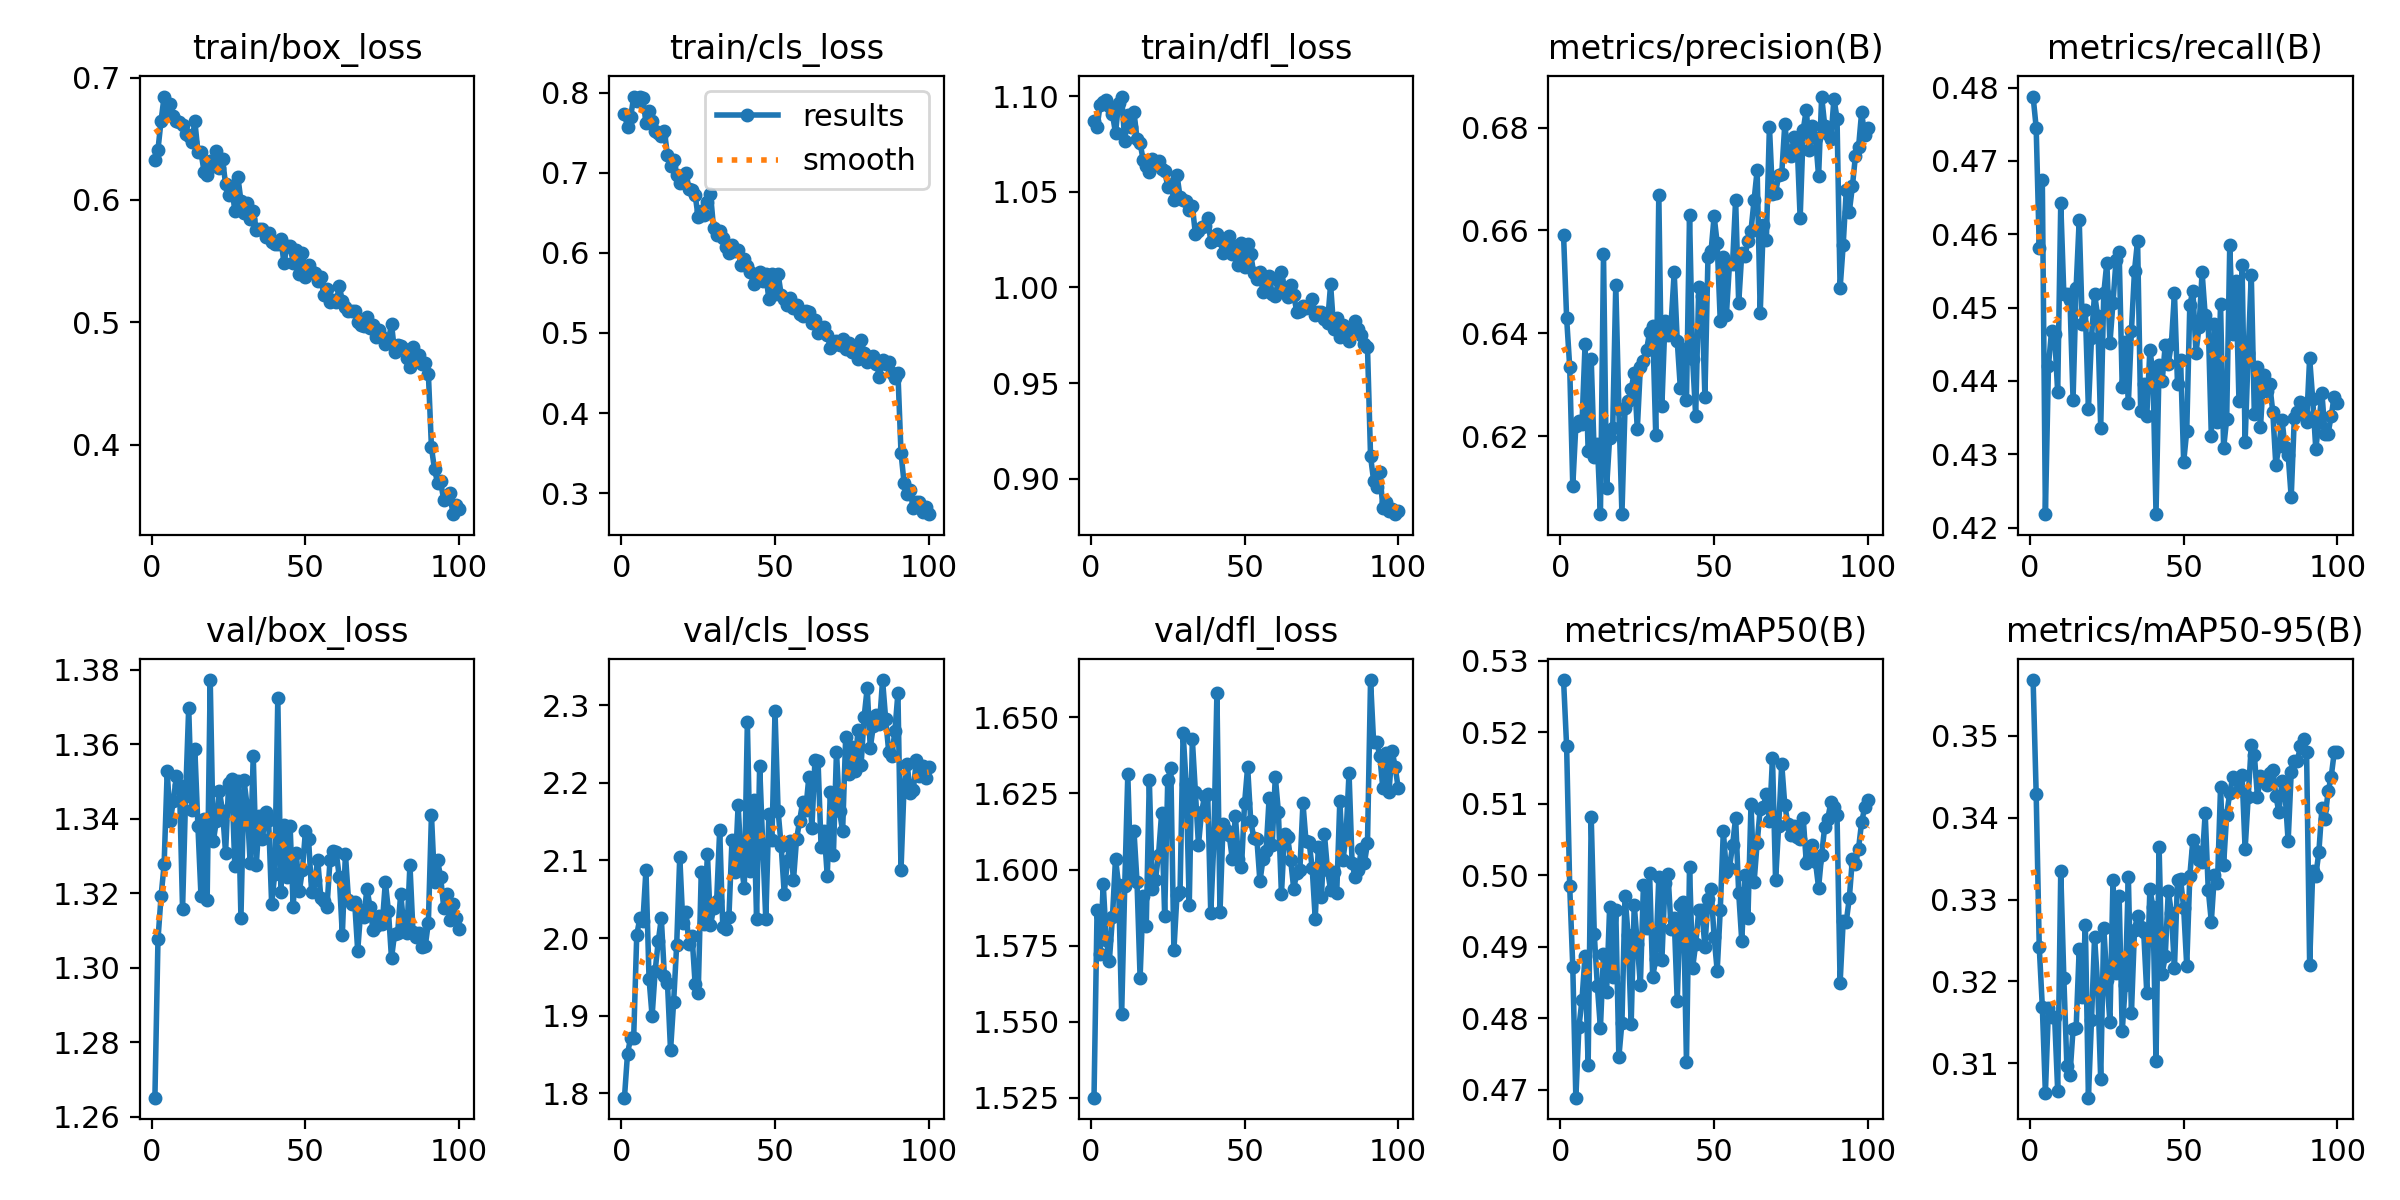 train/box_loss
0.7
0.6
0.5
0.4
0 50 100
train/cls_loss
results
smooth
0.8
0.7
0.6
0.5
0.4
0.3
0 50 100
train/dfl_loss
1.10
1.05
1.00
0.95
0.90
0 50 100
metrics/precision(B)
0.68
0.66
0.64
0.62
0 50 100
metrics/recall(B)
0.48
0.47
0.46
0.45
0.44
0.43
0.42
0 50 100
val/box_loss
1.38
1.36
1.34
1.32
1.30
1.28
1.26
0 50 100
val/cls_loss
2.3
2.2
2.1
2.0
1.9
1.8
0 50 100
val/dfl_loss
1.650
1.625
1.600
1.575
1.550
1.525
0 50 100
metrics/mAP50(B)
0.53
0.52
0.51
0.50
0.49
0.48
0.47
0 50 100
metrics/mAP50-95(B)
0.35
0.34
0.33
0.32
0.31
0 50 100